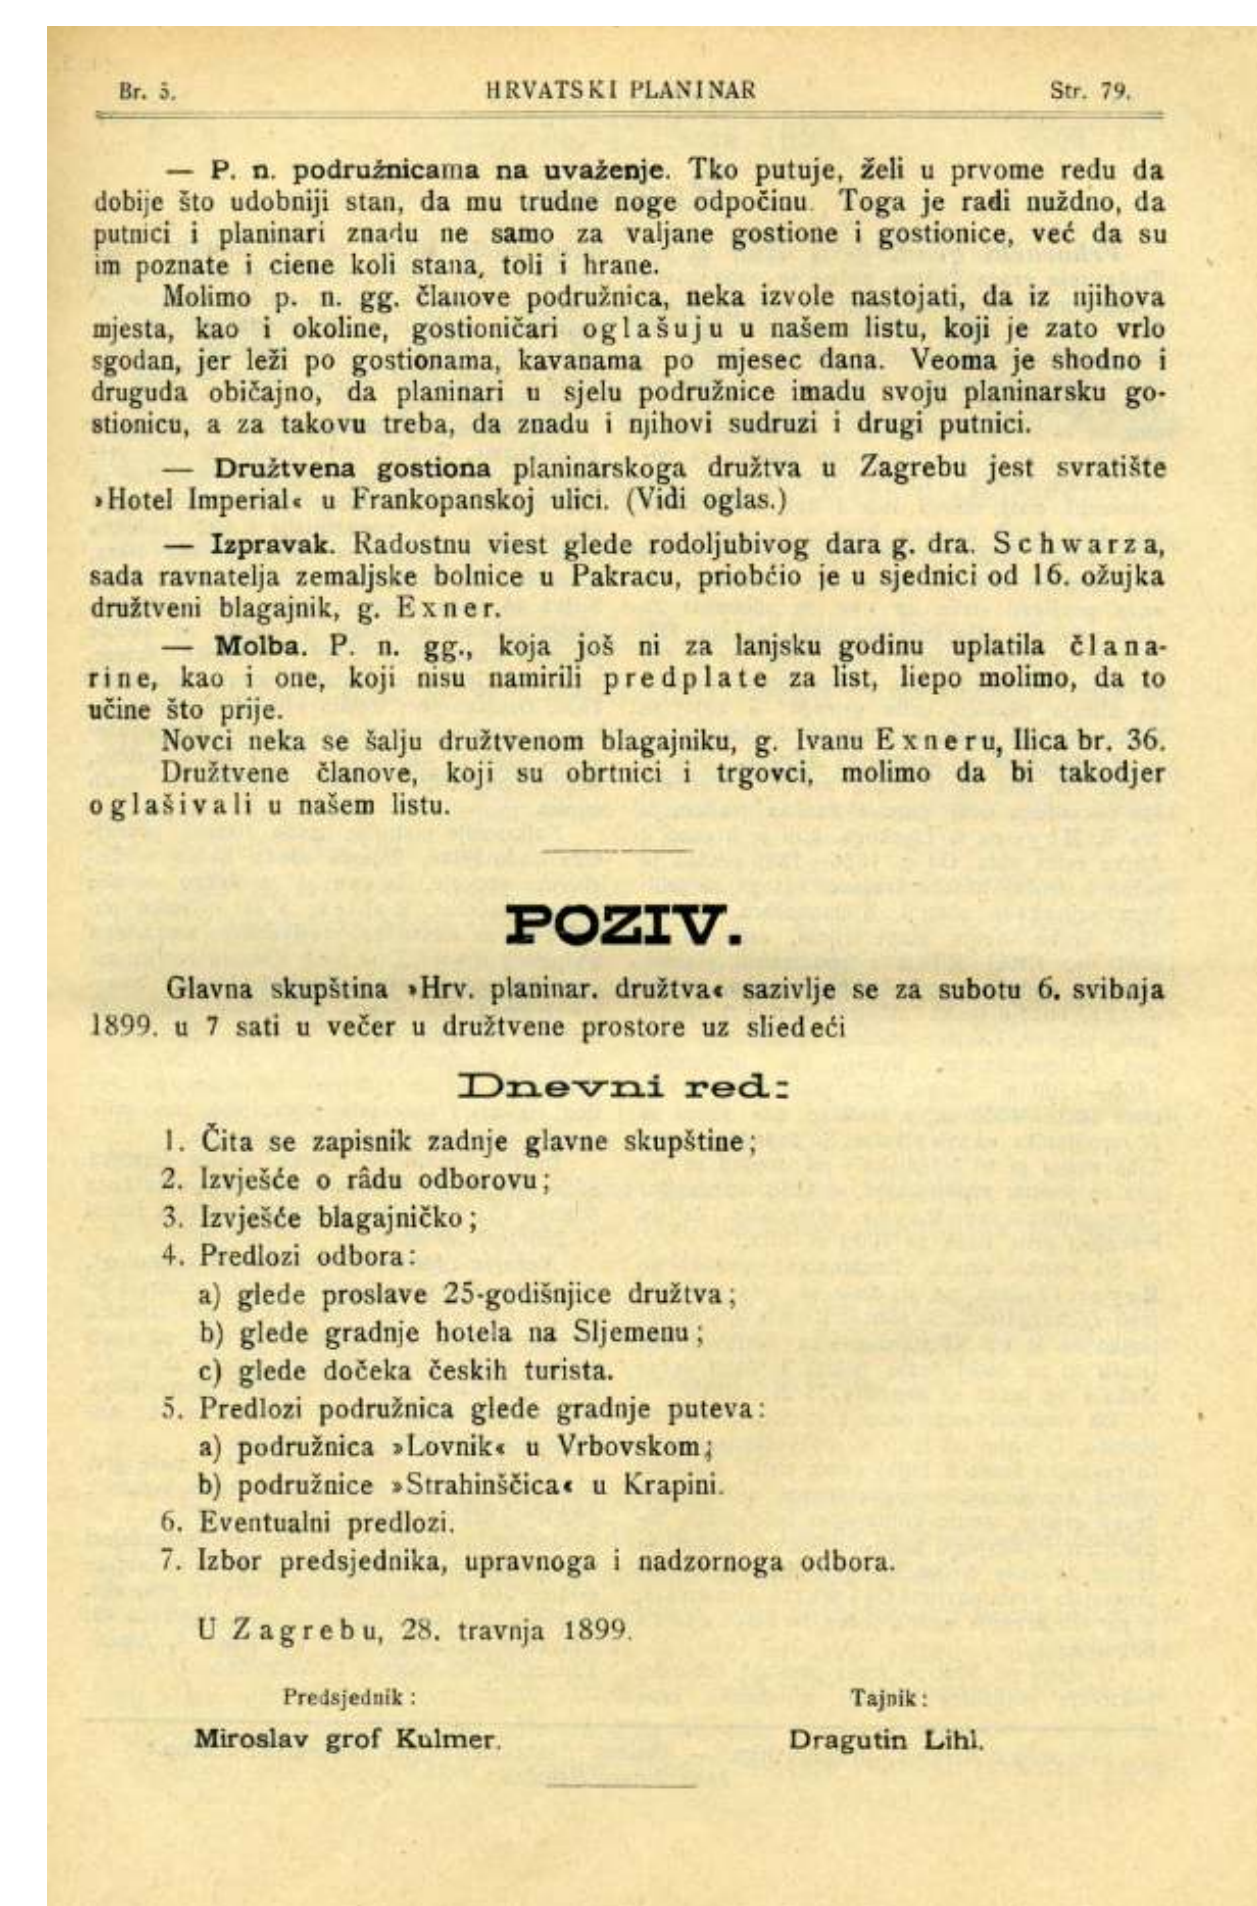 Br. 5. HRVATSKI PLANINAR Str. 79.
— P. n. podružnicama na uvaženje. Tko putuje, želi u prvome redu da
dobije što udobniji stan, da mu trudne noge odpočinu. Toga je radi nuždno, da
putnici i planinari znadu ne samo za valjane gostione i gostionice, već da su
im poznate i ciene koli stana, toli i hrane.
Molimo p. n. gg. članove podružnica, neka izvole nastojati, da iz njihova
mjesta, kao i okoline, gostioničari oglašuju u našem listu, koji je zato vrlo
sgodan, jer leži po gostionama, kavanama po mjesec dana. Veoma je shodno i
druguda običajno, da planinari u sjelu podružnice imadu svoju planinarsku go-
stionicu, a za takovu treba, da znadu i njihovi sudruzi i drugi putnici.
— Družtvena gostiona planinarskoga družtva u Zagrebu jest svratište
»Hotel Imperial« u Frankopanskoj ulici. (Vidi oglas.)
— Izpravak. Radostnu viest glede rodoljubivog dara g. dra. Schwarza,
sada ravnatelja zemaljske bolnice u Pakracu, priobćio je u sjednici od 16. ožujka
družtveni blagajnik, g. Exner.
— Molba. P. n. gg., koja još ni za lanjsku godinu uplatila člana-
rine, kao i one, koji nisu namirili predplate za list, liepo molimo, da to
učine što prije.
Novci neka se šalju družtvenom blagajniku, g. Ivanu Exneru, Ilica br. 36.
Družtvene članove, koji su obrtnici i trgovci, molimo da bi takodjer
oglašivali u našem listu.
POZIV.
Glavna skupština »Hrv. planinar. družtva« sazivlje se za subotu 6. svibnja
1899. u 7 sati u večer u družtvene prostore uz sliedeći
Dnevni red:
1. Čita se zapisnik zadnje glavne skupštine;
2. Izvješće o râdu odborovu;
3. Izvješće blagajničko;
4. Predlozi odbora:
a) glede proslave 25-godišnjice družtva;
b) glede gradnje hotela na Sljemenu;
c) glede dočeka českih turista.
5. Predlozi podružnica glede gradnje puteva:
a) podružnica »Lovnik« u Vrbovskom;
b) podružnice »Strahinščica« u Krapini.
6. Eventualni predlozi.
7. Izbor predsjednika, upravnoga i nadzornoga odbora.
U Zagrebu, 28. travnja 1899.
Predsjednik: Tajnik:
Miroslav grof Kulmer. Dragutin Lihl.